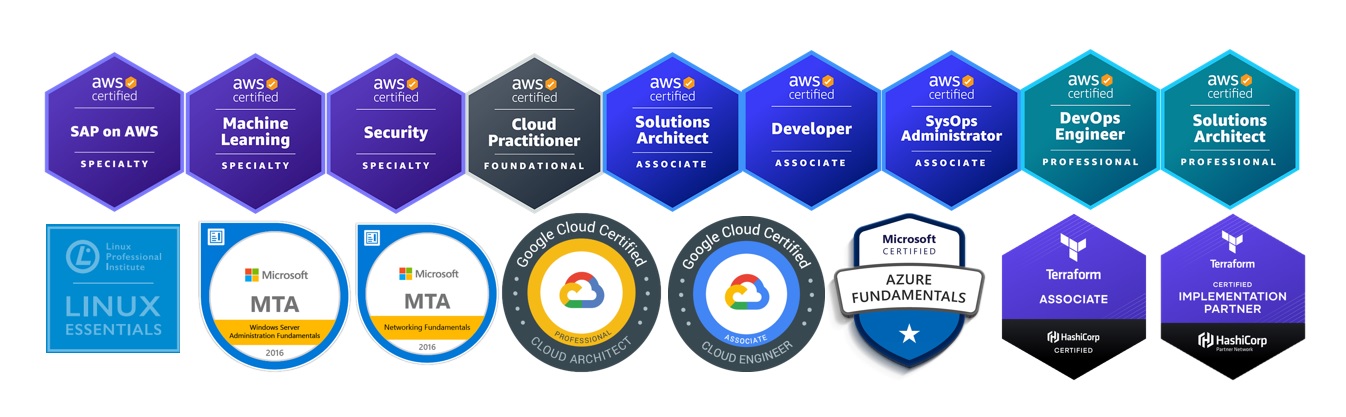 aws
certified
SAP on AWS
SPECIALTY
aws
certified
Machine
Learning
SPECIALTY
aws
certified
Security
SPECIALTY
aws
certified
Cloud
Practitioner
FOUNDATIONAL
aws
certified
Solutions
Architect
ASSOCIATE
aws
certified
Developer
ASSOCIATE
aws
certified
SysOps
Administrator
ASSOCIATE
aws
certified
DevOps
Engineer
PROFESSIONAL
aws
certified
Solutions
Architect
PROFESSIONAL
Linux
Professional
Institute
LINUX
ESSENTIALS
Microsoft
MTA
Windows Server
Administration Fundamentals
2016
Microsoft
MTA
Networking Fundamentals
2016
Google Cloud Certified
PROFESSIONAL
CLOUD ARCHITECT
Google Cloud Certified
ASSOCIATE
CLOUD ENGINEER
Microsoft
CERTIFIED
AZURE
FUNDAMENTALS
Terraform
ASSOCIATE
HashiCorp
CERTIFIED
Terraform
CERTIFIED
IMPLEMENTATION
PARTNER
HashiCorp
Partner Network